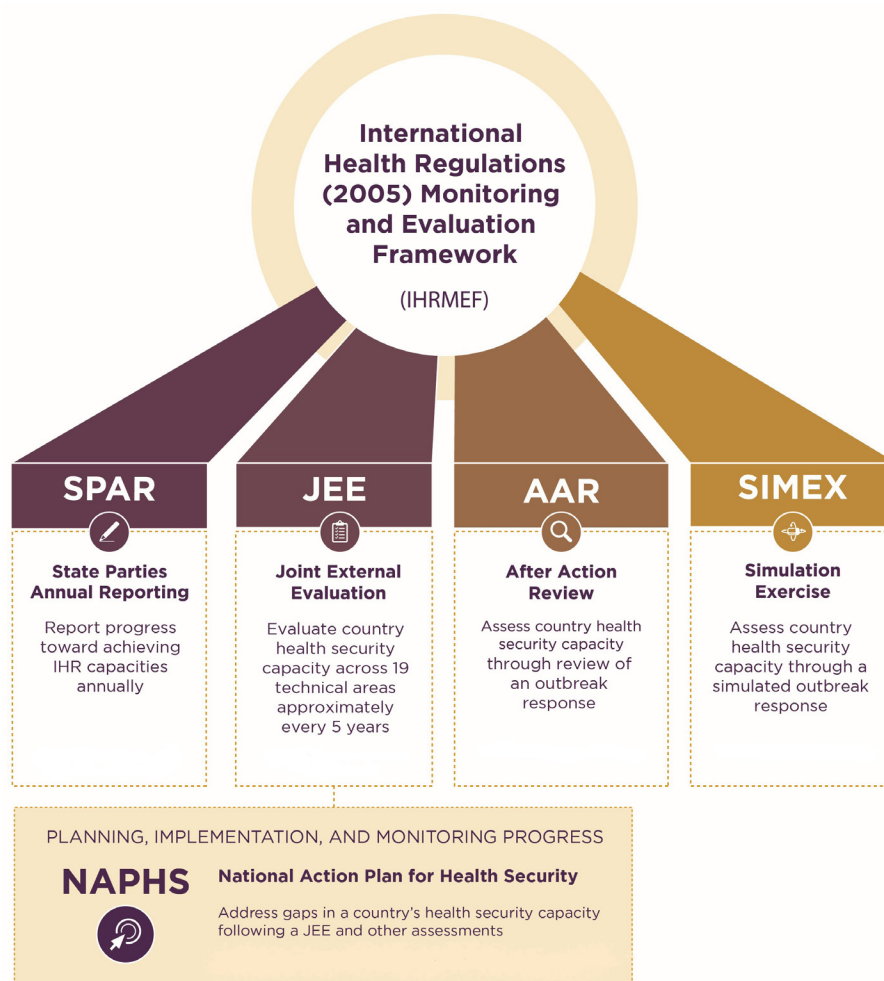 International
Health Regulations
(2005) Monitoring
and Evaluation
Framework
(IHRMEF)
SPAR
State Parties
Annual Reporting
Report progress
toward achieving
IHR capacities
annually
JEE
Joint External
Evaluation
Evaluate country
health security
capacity across 19
technical areas
approximately
every 5 years
AAR
After Action
Review
Assess country health
security capacity
through review of
an outbreak
response
SIMEX
Simulation
Exercise
Assess country
health security
capacity through a
simulated outbreak
response
PLANNING, IMPLEMENTATION, AND MONITORING PROGRESS
NAPHS
National Action Plan for Health Security
Address gaps in a country's health security capacity
following a JEE and other assessments